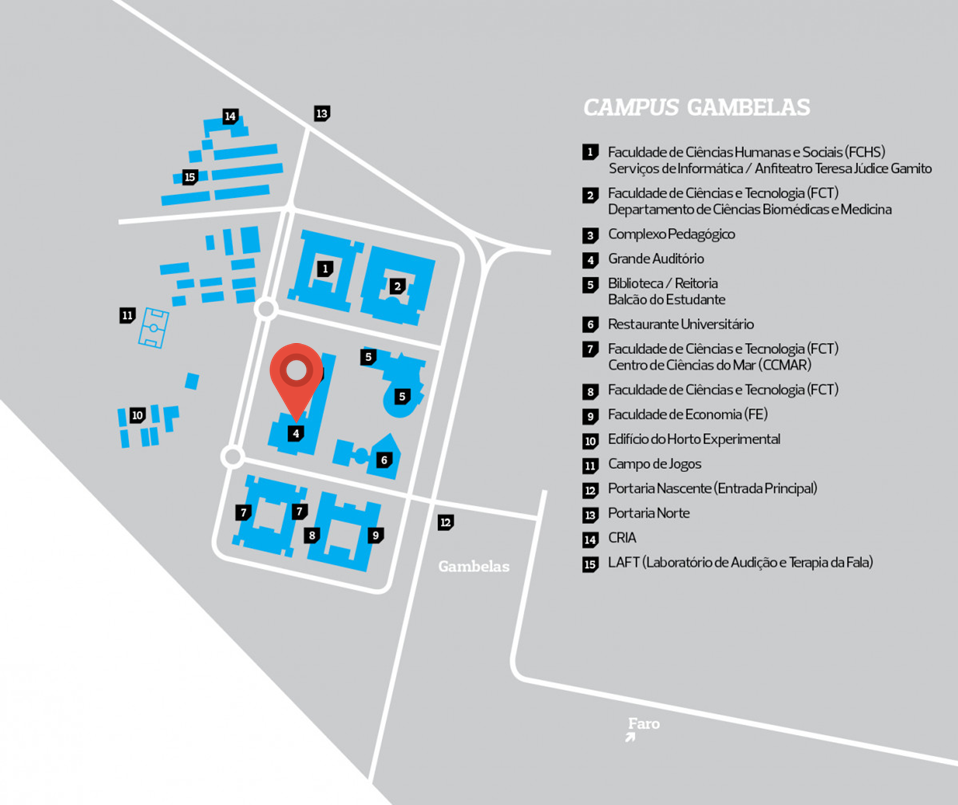 CAMPUS GAMBELAS
1 Faculdade de Ciências Humanas e Sociais (FCHS)
Serviços de Informática / Anfiteatro Teresa Júdice Gamito
2 Faculdade de Ciências e Tecnologia (FCT)
Departamento de Ciências Biomédicas e Medicina
3 Complexo Pedagógico
4 Grande Auditório
5 Biblioteca / Reitoria
Balcão do Estudante
6 Restaurante Universitário
7 Faculdade de Ciências e Tecnologia (FCT)
Centro de Ciências do Mar (CCMAR)
8 Faculdade de Ciências e Tecnologia (FCT)
9 Faculdade de Economia (FE)
10 Edifício do Horto Experimental
11 Campo de Jogos
12 Portaria Nascente (Entrada Principal)
13 Portaria Norte
14 CRIA
15 LAFT (Laboratório de Audição e Terapia da Fala)
13
14
15
1
2
11
5
5
10
4
6
7
7
8
9
12
Gambelas
Faro